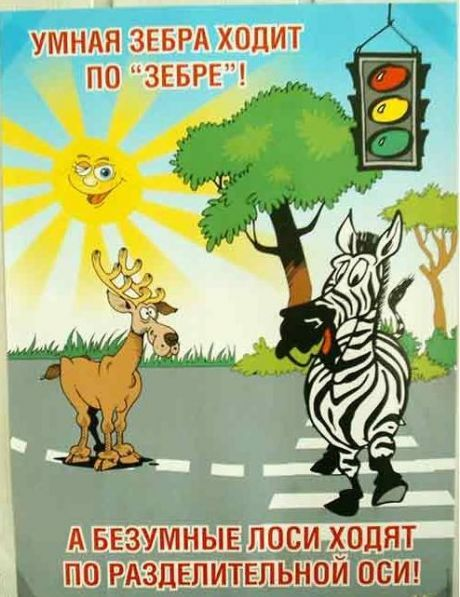 УМНАЯ ЗЕБРА ХОДИТ
ПО "ЗЕБРЕ"!
А БЕЗУМНЫЕ ЛОСИ ХОДЯТ
ПО РАЗДЕЛИТЕЛЬНОЙ ОСИ!